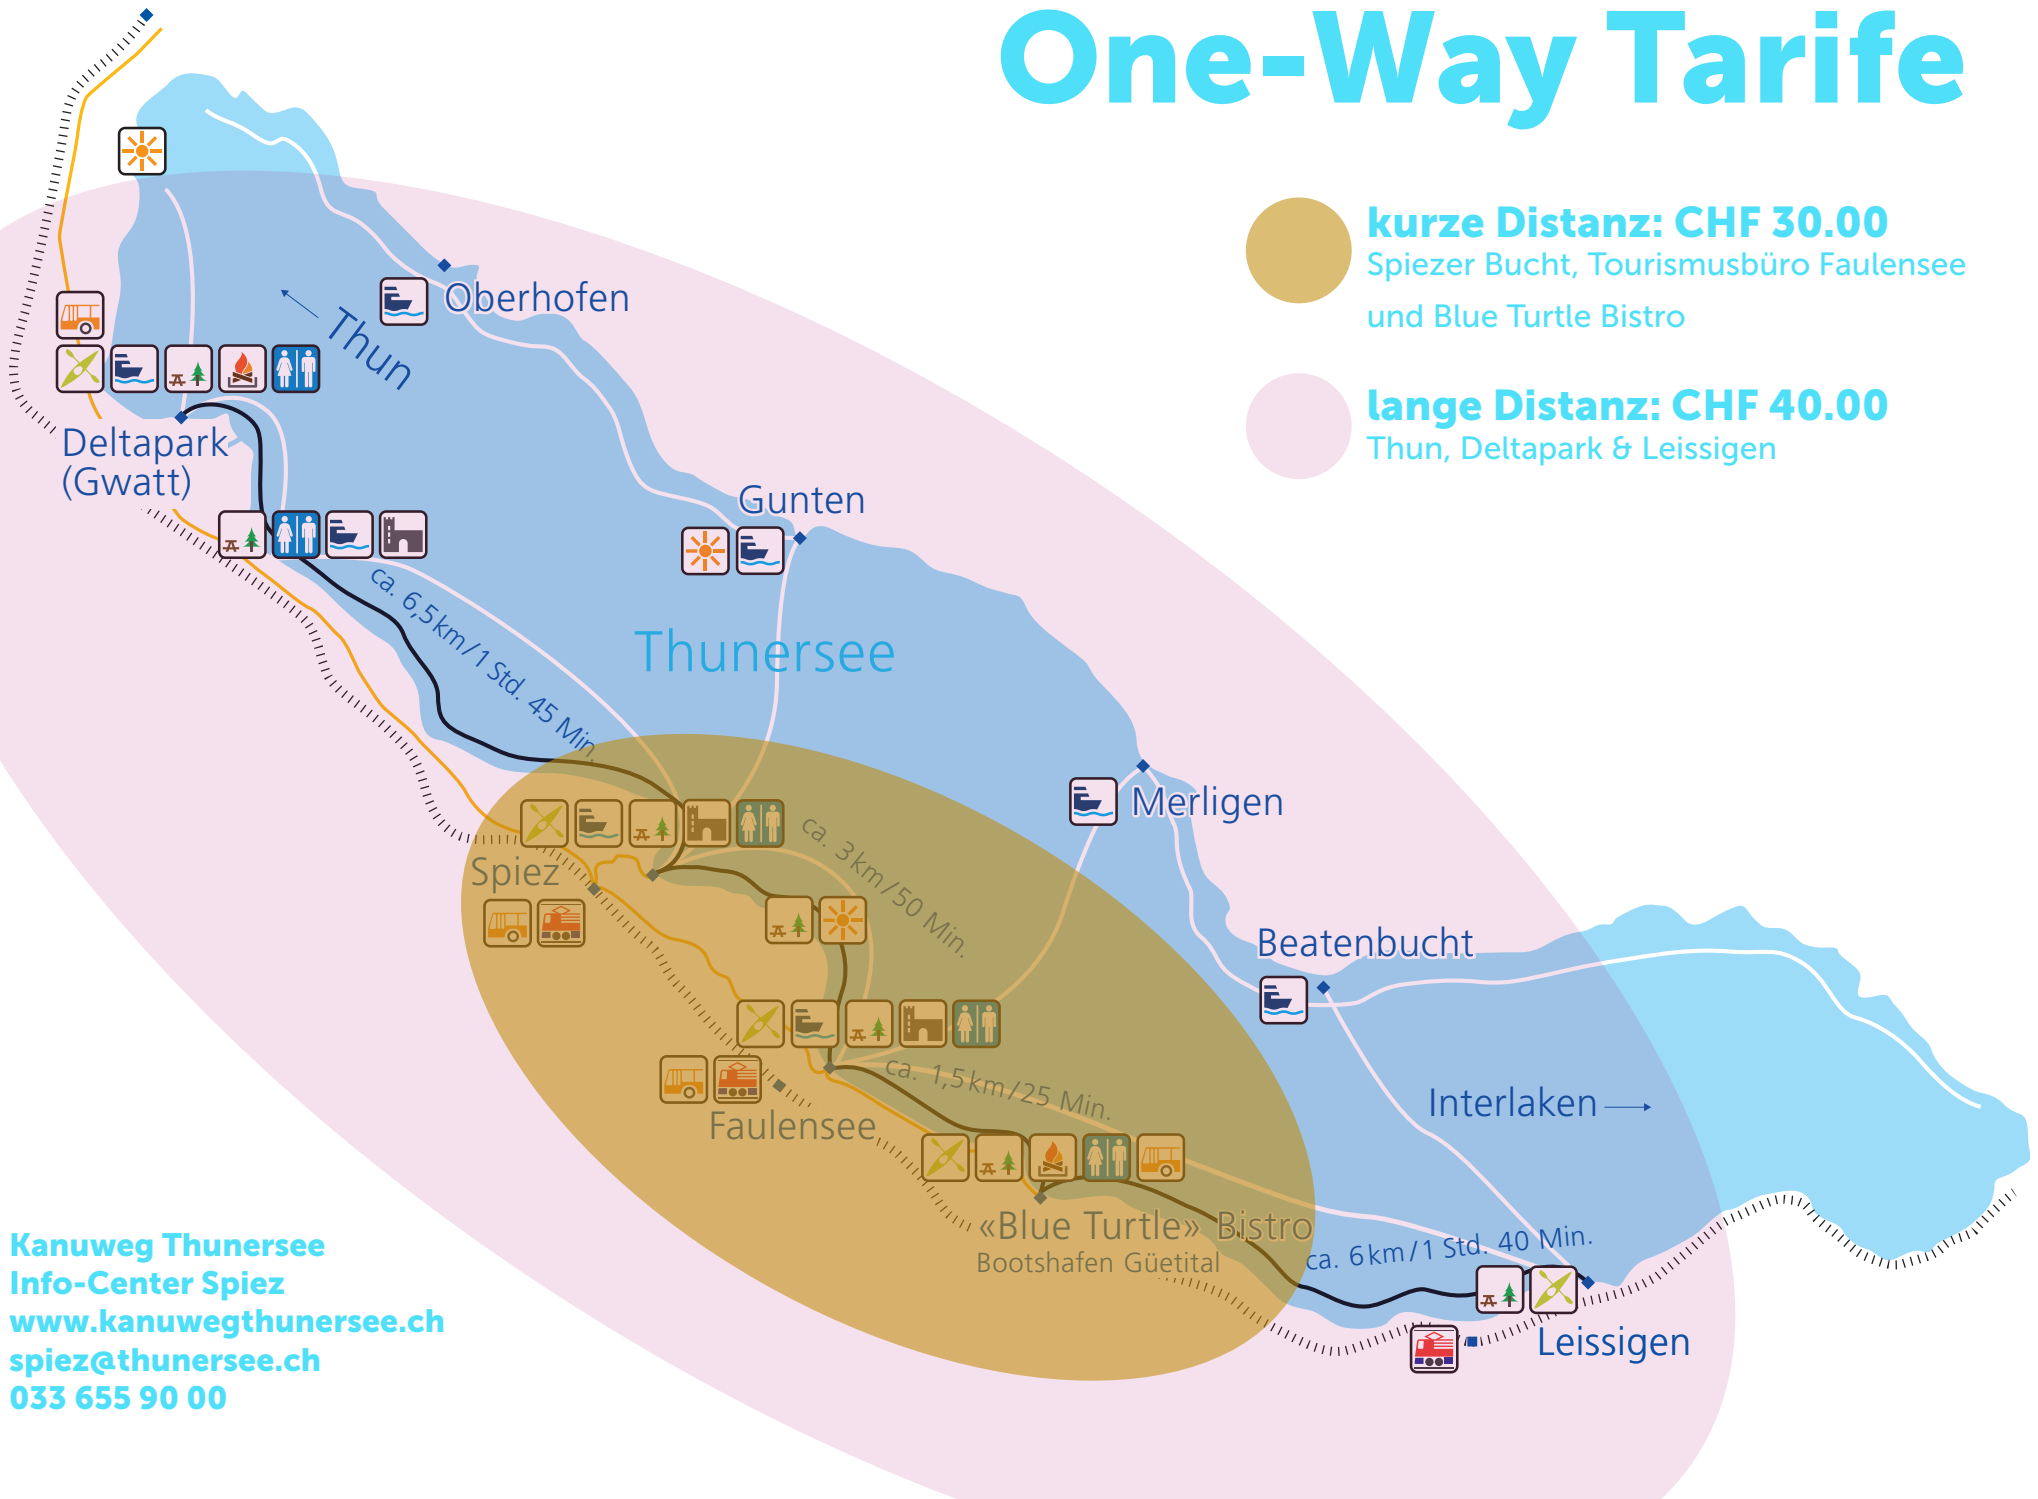 One-Way Tarife
kurze Distanz: CHF 30.00
Spiezer Bucht, Tourismusbüro Faulensee
und Blue Turtle Bistro
lange Distanz: CHF 40.00
Thun, Deltapark & Leissigen
Oberhofen
Thun
Deltapark
(Gwatt)
Gunten
ca. 6,5km/1 Std. 45 Min.
Thunersee
Merligen
ca. 3km/50 Min.
Spiez
Beatenbucht
ca. 1,5km/25 Min.
Interlaken
Faulensee
«Blue Turtle» Bistro
Bootshafen Güetital
ca. 6km/1 Std. 40 Min.
Leissigen
Kanuweg Thunersee
Info-Center Spiez
www.kanuwegthunersee.ch
spiez@thunersee.ch
033 655 90 00